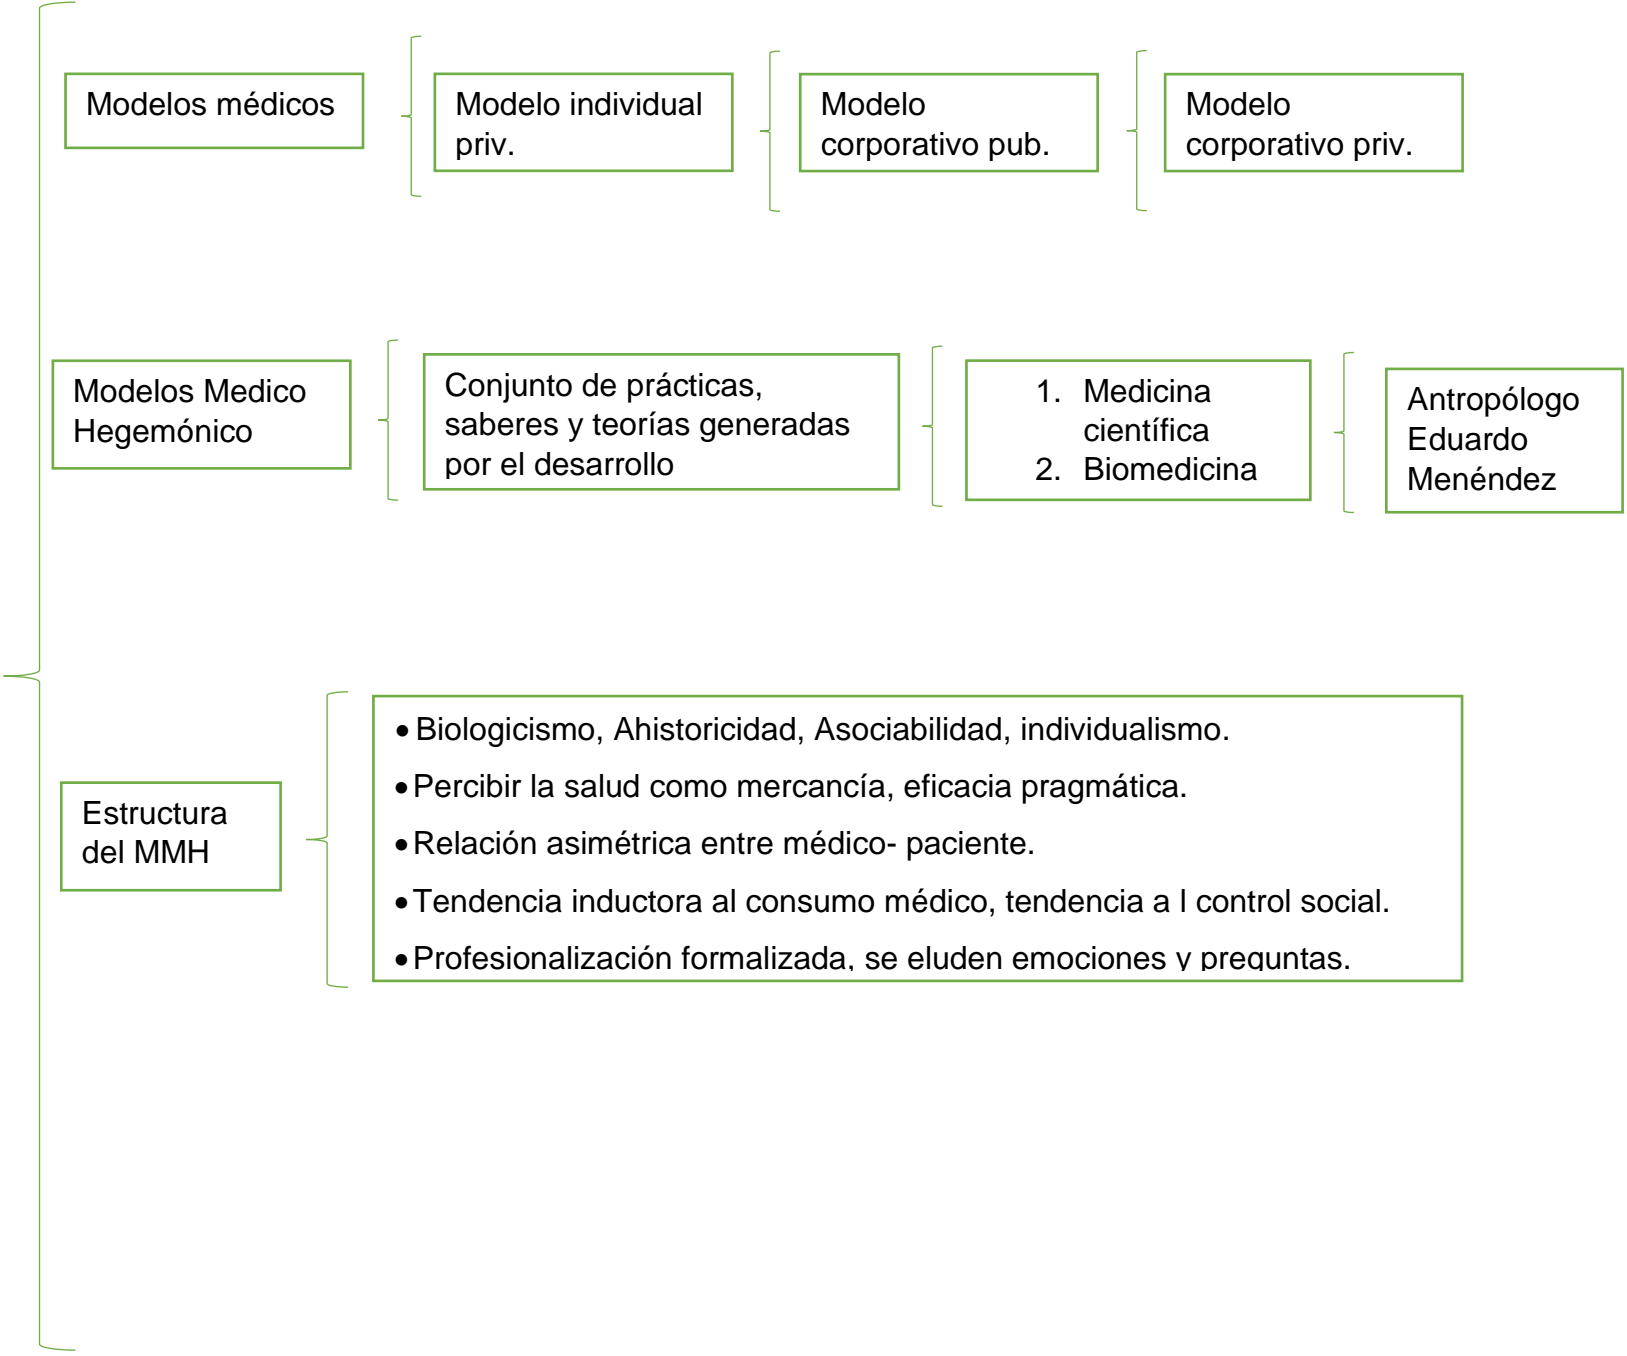 Modelos médicos
Modelo individual
priv.
Modelo
corporativo pub.
Modelo
corporativo priv.
Modelos Medico
Hegemónico
Conjunto de prácticas,
saberes y teorías generadas
por el desarrollo
1. Medicina
científica
2. Biomedicina
Antropólogo
Eduardo
Menéndez
Estructura
del MMH
• Biologicismo, Ahistoricidad, Asociabilidad, individualismo.
• Percibir la salud como mercancía, eficacia pragmática.
• Relación asimétrica entre médico- paciente.
• Tendencia inductora al consumo médico, tendencia a l control social.
• Profesionalización formalizada, se eluden emociones y preguntas.